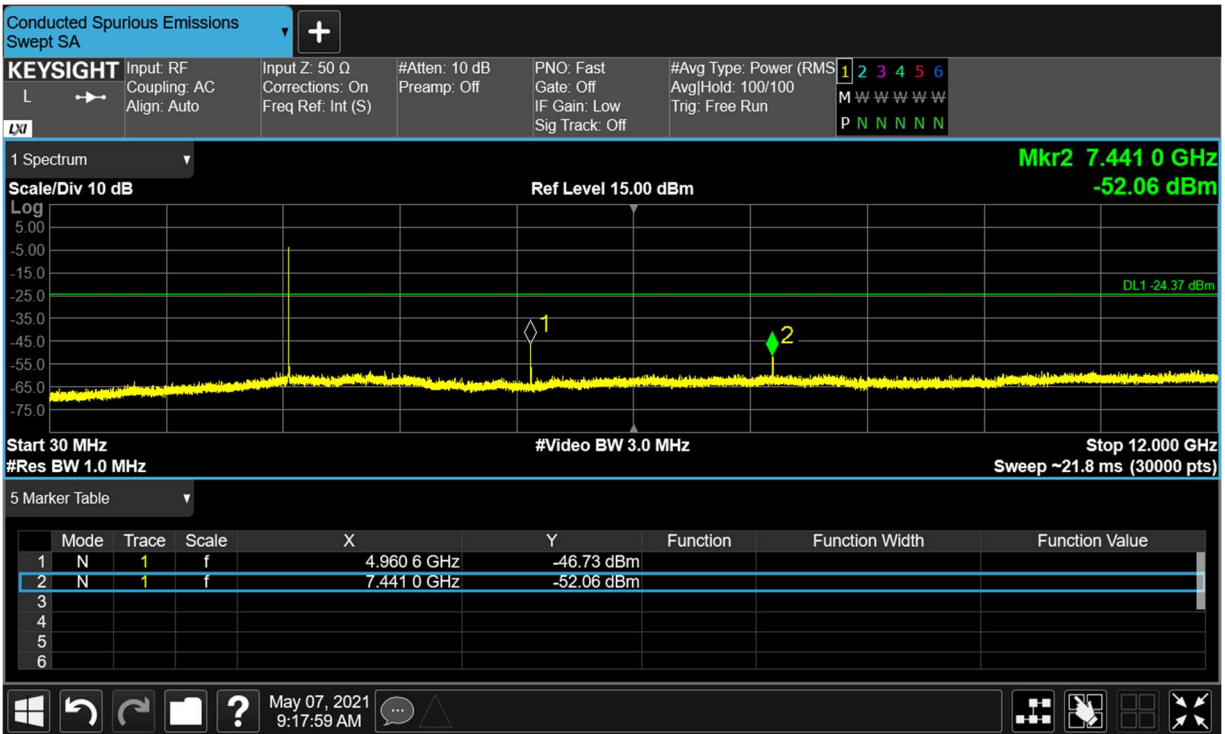 Conducted Spurious Emissions
Swept SA
KEYSIGHT
L
LXI
Input: RF
Coupling: AC
Align: Auto
Input Z: 50 Ω
Corrections: On
Freq Ref: Int (S)
#Atten: 10 dB
Preamp: Off
PNO: Fast
Gate: Off
IF Gain: Low
Sig Track: Off
#Avg Type: Power (RMS
Avg|Hold: 100/100
Trig: Free Run
1 2 3 4 5 6
M W W W W W
P N N N N N
1 Spectrum
Mkr2 7.441 0 GHz
-52.06 dBm
Scale/Div 10 dB
Ref Level 15.00 dBm
Log
5.00
-5.00
-15.0
-25.0
-35.0
-45.0
-55.0
-65.0
-75.0
DL1 -24.37 dBm
1
2
Start 30 MHz
#Video BW 3.0 MHz
Stop 12.000 GHz
#Res BW 1.0 MHz
Sweep ~21.8 ms (30000 pts)
5 Marker Table
Mode Trace Scale X Y Function Function Width Function Value
1 N 1 f 4.960 6 GHz -46.73 dBm
2 N 1 f 7.441 0 GHz -52.06 dBm
3
4
5
6
?
May 07, 2021
9:17:59 AM